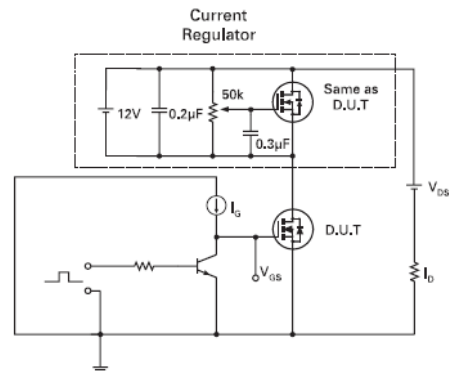 Current
Regulator
50k
Same as
D.U.T
12V
0.2µF
0.3µF
V_DS
I_G
D.U.T
V_GS
I_D